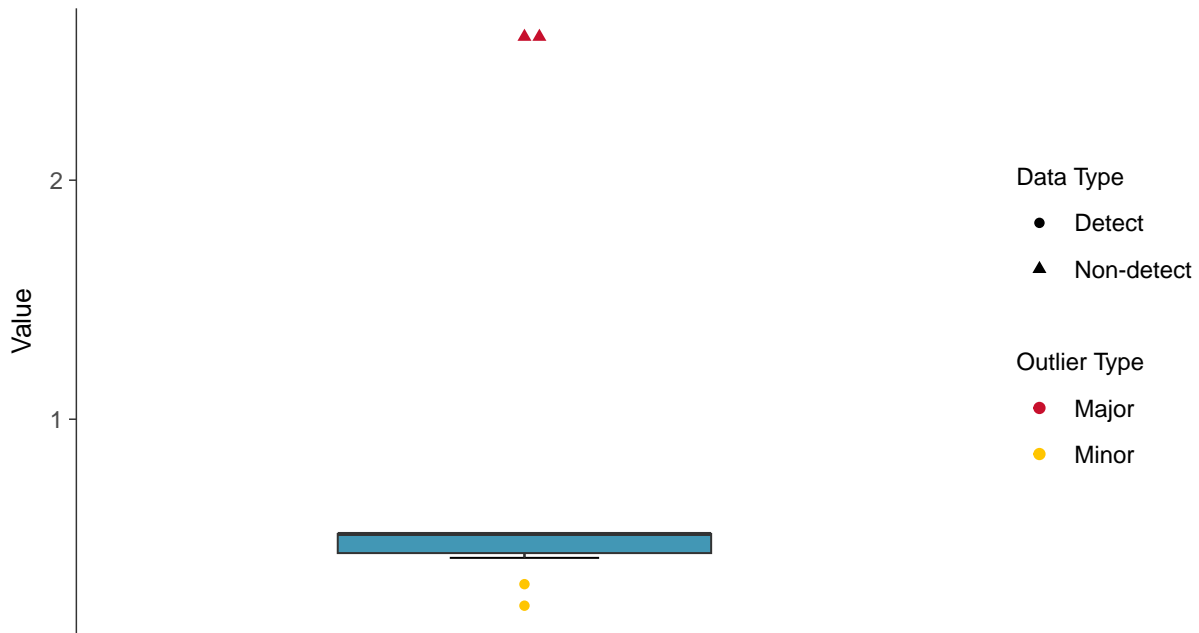 Value
2
1
Data Type
Detect
Non-detect
Outlier Type
Major
Minor